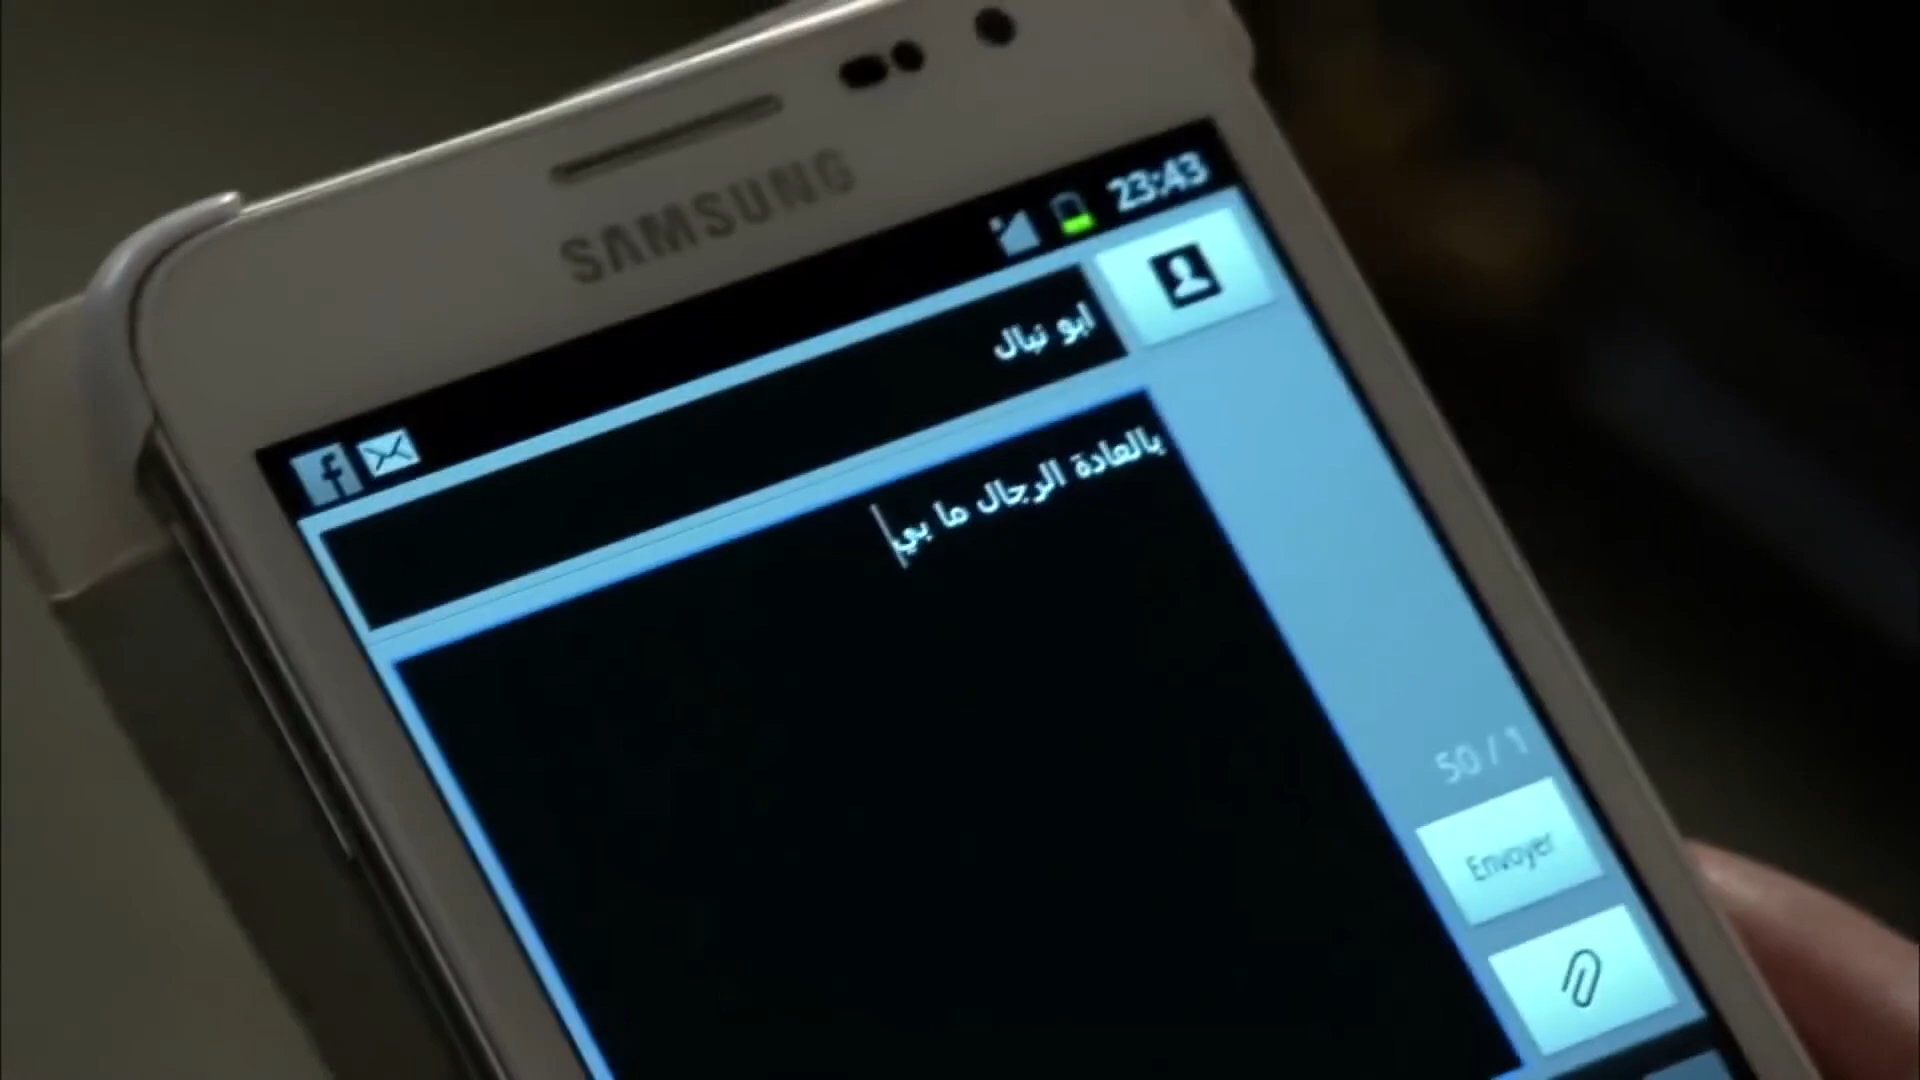 SAMSUNG
23:43
ابو نبال
بالعادة الرجال ما بي
50 / 1
Envoyer